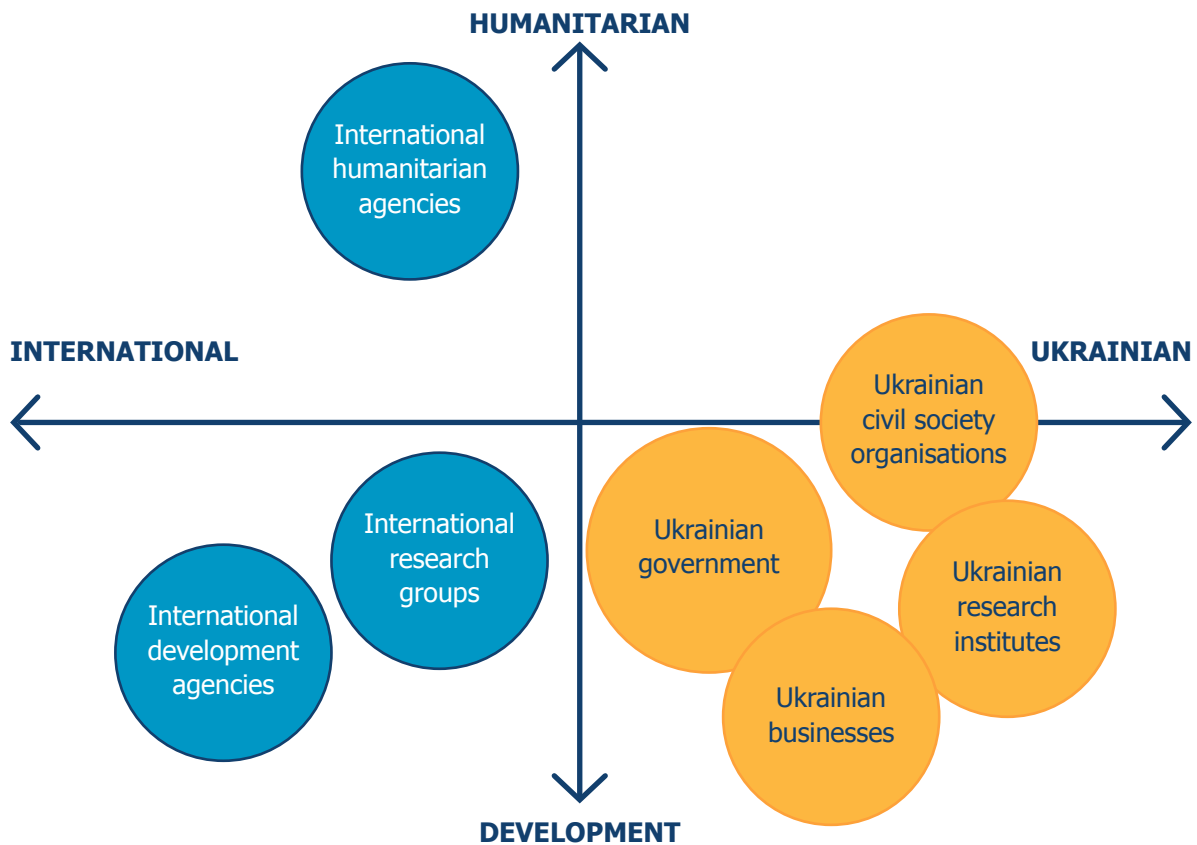 HUMANITARIAN
International
humanitarian
agencies
INTERNATIONAL
UKRAINIAN
Ukrainian
civil society
organisations
International
research
groups
Ukrainian
government
Ukrainian
research
institutes
International
development
agencies
Ukrainian
businesses
DEVELOPMENT